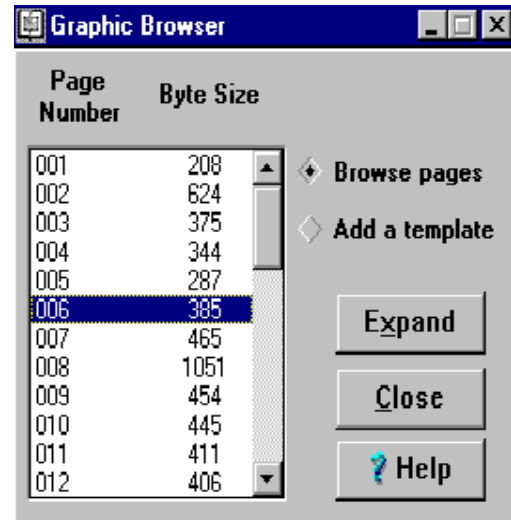 Graphic Browser
Page
Number
Byte Size
001 208
002 624
003 375
004 344
005 287
006 385
007 465
008 1051
009 454
010 445
011 411
012 406
Browse pages
Add a template
Expand
Close
? Help